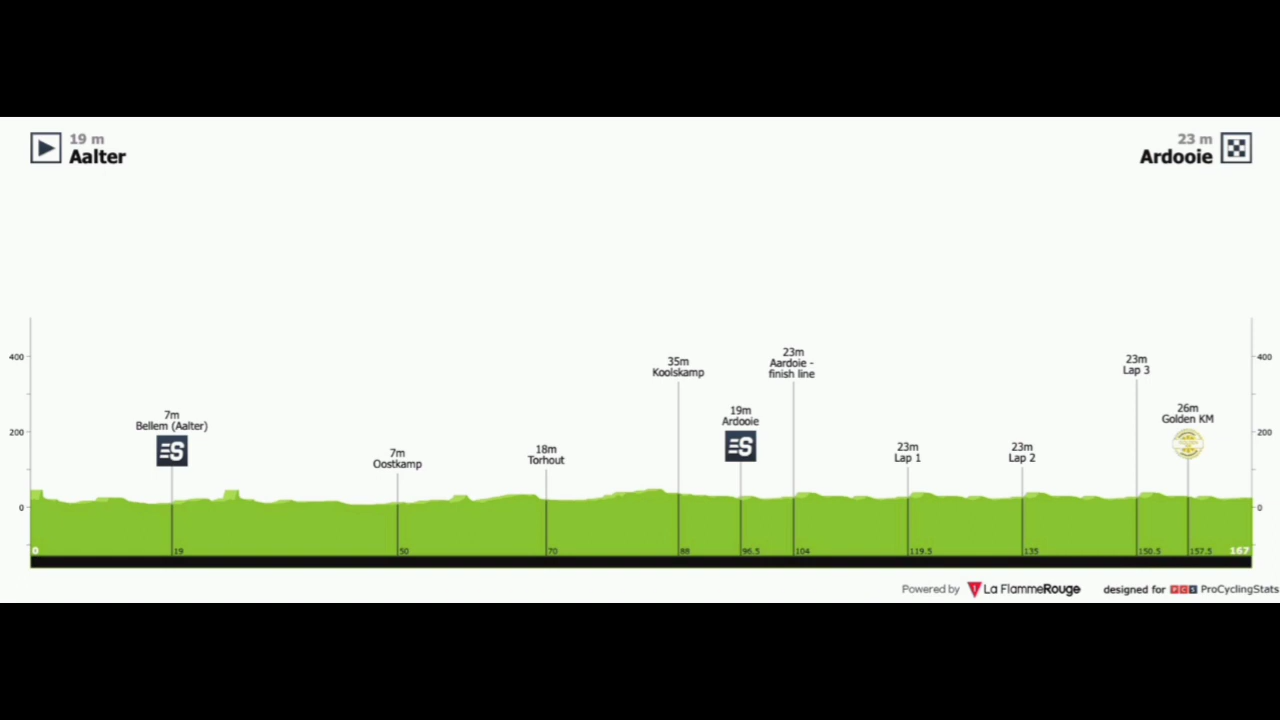 19 m
Aalter
23 m
Ardooie
400
200
0
400
200
0
7m
Bellem (Aalter)
7m
Oostkamp
18m
Torhout
35m
Koolskamp
19m
Ardooie
23m
Aardoie -
finish line
23m
Lap 1
23m
Lap 2
23m
Lap 3
26m
Golden KM
0
19
50
70
88
96.5
104
119.5
135
150.5
157.5
167
Powered by La FlammeRouge designed for PCS ProCyclingStats